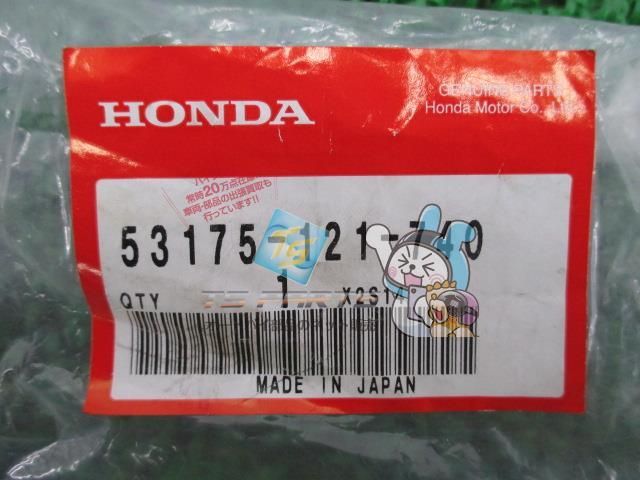 HONDA
GENUINE PARTS
Honda Motor Co., Ltd.
常時20万点在庫
車両・部品の出張買取も
行っています!!
53175-121-740
QTY 1 X2S1
MADE IN JAPAN